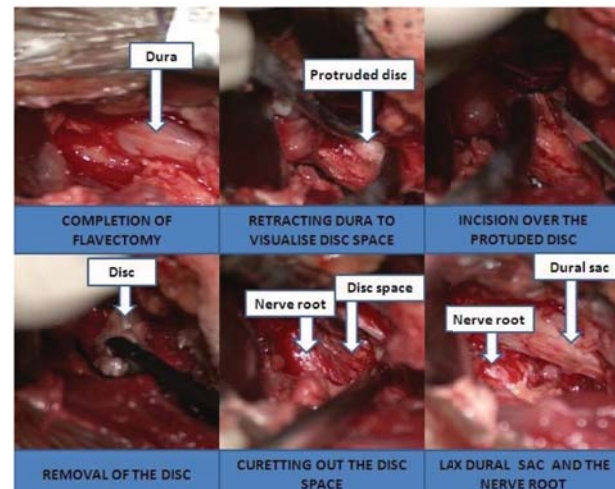 Dura
COMPLETION OF
FLAVECTOMY
Protruded disc
RETRACTING DURA TO
VISUALISE DISC SPACE
INCISION OVER THE
PROTUDED DISC
Disc
REMOVAL OF THE DISC
Nerve root
Disc space
CURETTING OUT THE DISC
SPACE
Dural sac
Nerve root
LAX DURAL SAC AND THE
NERVE ROOT